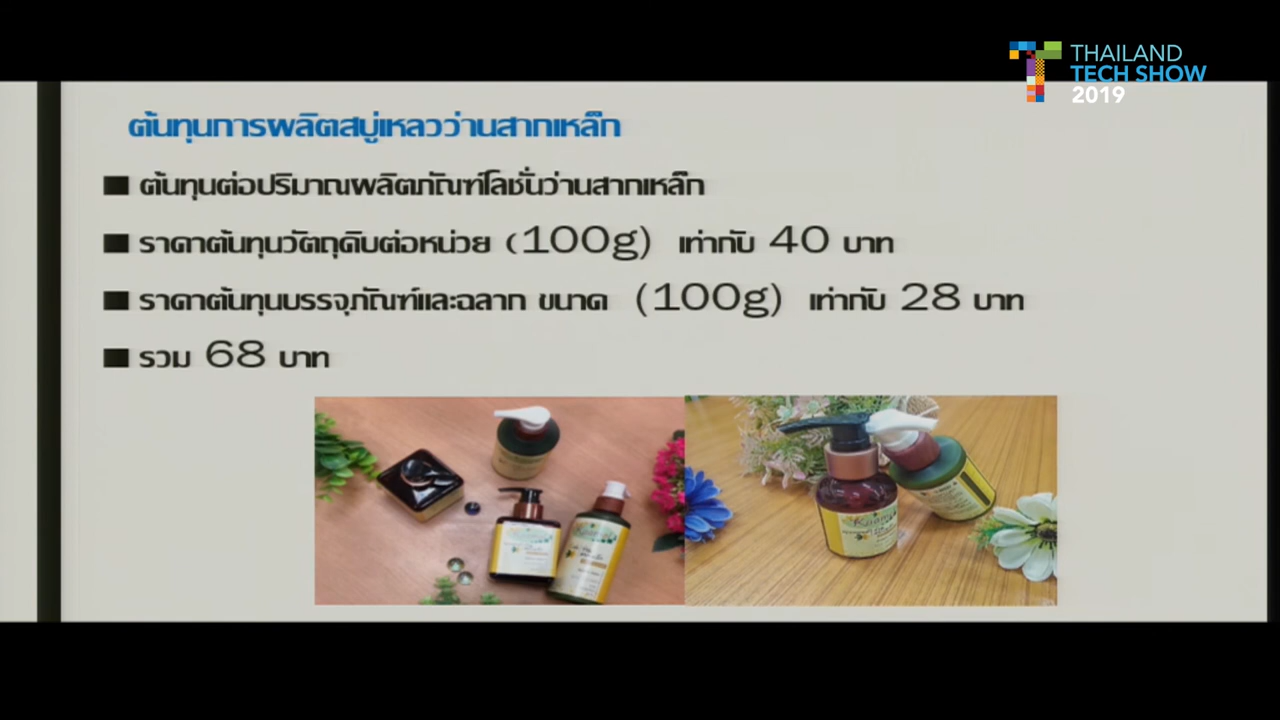 THAILAND
TECH SHOW
2019
ต้นทุนการผลิตสบู่เหลวว่านสากเหล็ก
ต้นทุนต่อปริมาณผลิตภัณฑ์โลชั่นว่านสากเหล็ก
ราคาต้นทุนวัตถุดิบต่อหน่วย (100g) เท่ากับ 40 บาท
ราคาต้นทุนบรรจุภัณฑ์และฉลาก ขนาด (100g) เท่ากับ 28 บาท
รวม 68 บาท